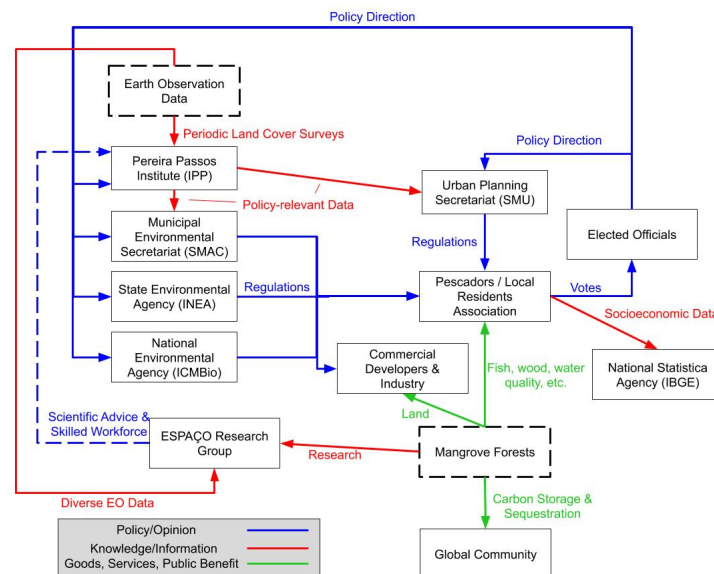 Policy Direction
Earth Observation
Data
Periodic Land Cover Surveys
Policy Direction
Pereira Passos
Institute (IPP)
Urban Planning
Secretariat (SMU)
Policy-relevant Data
Municipal
Environmental
Secretariat (SMAC)
Elected Officials
Regulations
State Environmental
Agency (INEA)
Regulations
Pescadors / Local
Residents
Association
Votes
Socioeconomic Data
National
Environmental
Agency (ICMBio)
Commercial
Developers &
Industry
Fish, wood, water
quality, etc.
National Statistica
Agency (IBGE)
Land
Scientific Advice &
Skilled Workforce
ESPAÇO Research
Group
Research
Mangrove Forests
Diverse EO Data
Carbon Storage &
Sequestration
Policy/Opinion
Knowledge/Information
Goods, Services, Public Benefit
Global Community